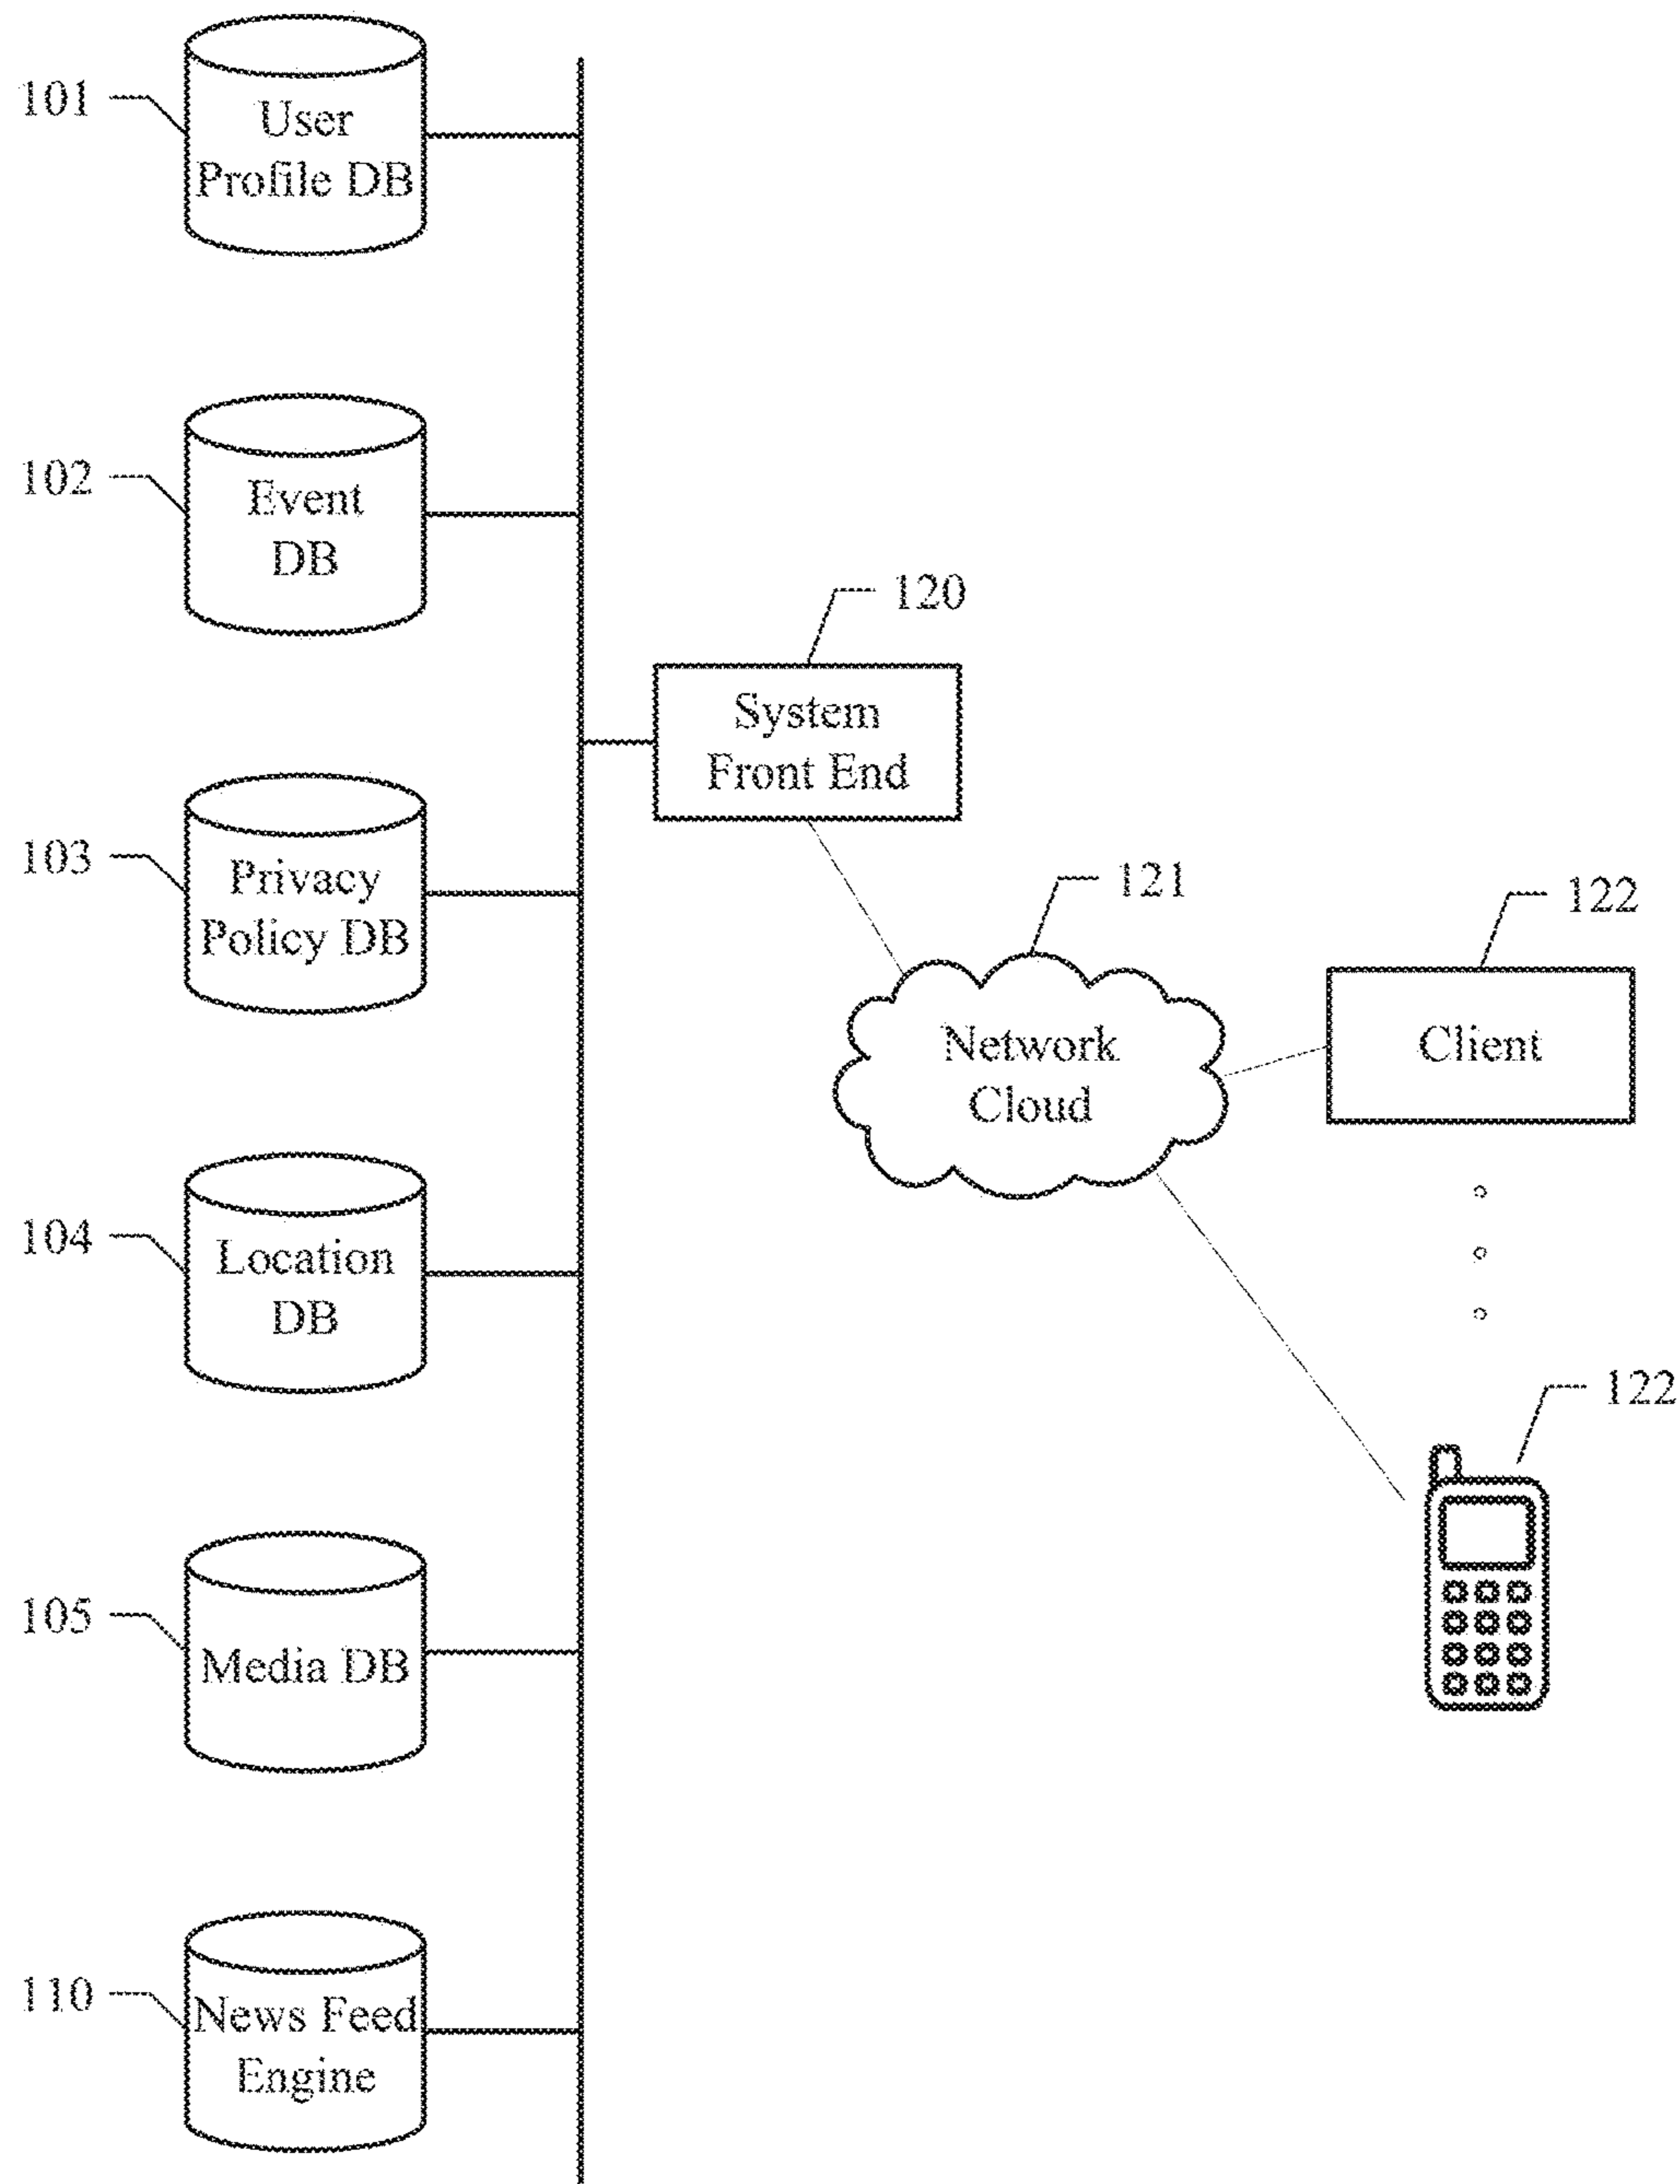 101
User
Profile DB
102
Event
DB
120
System
Front End
103
Privacy
Policy DB
121
122
Network
Cloud
Client
104
Location
DB
122
105
Media DB
110
News Feed
Engine